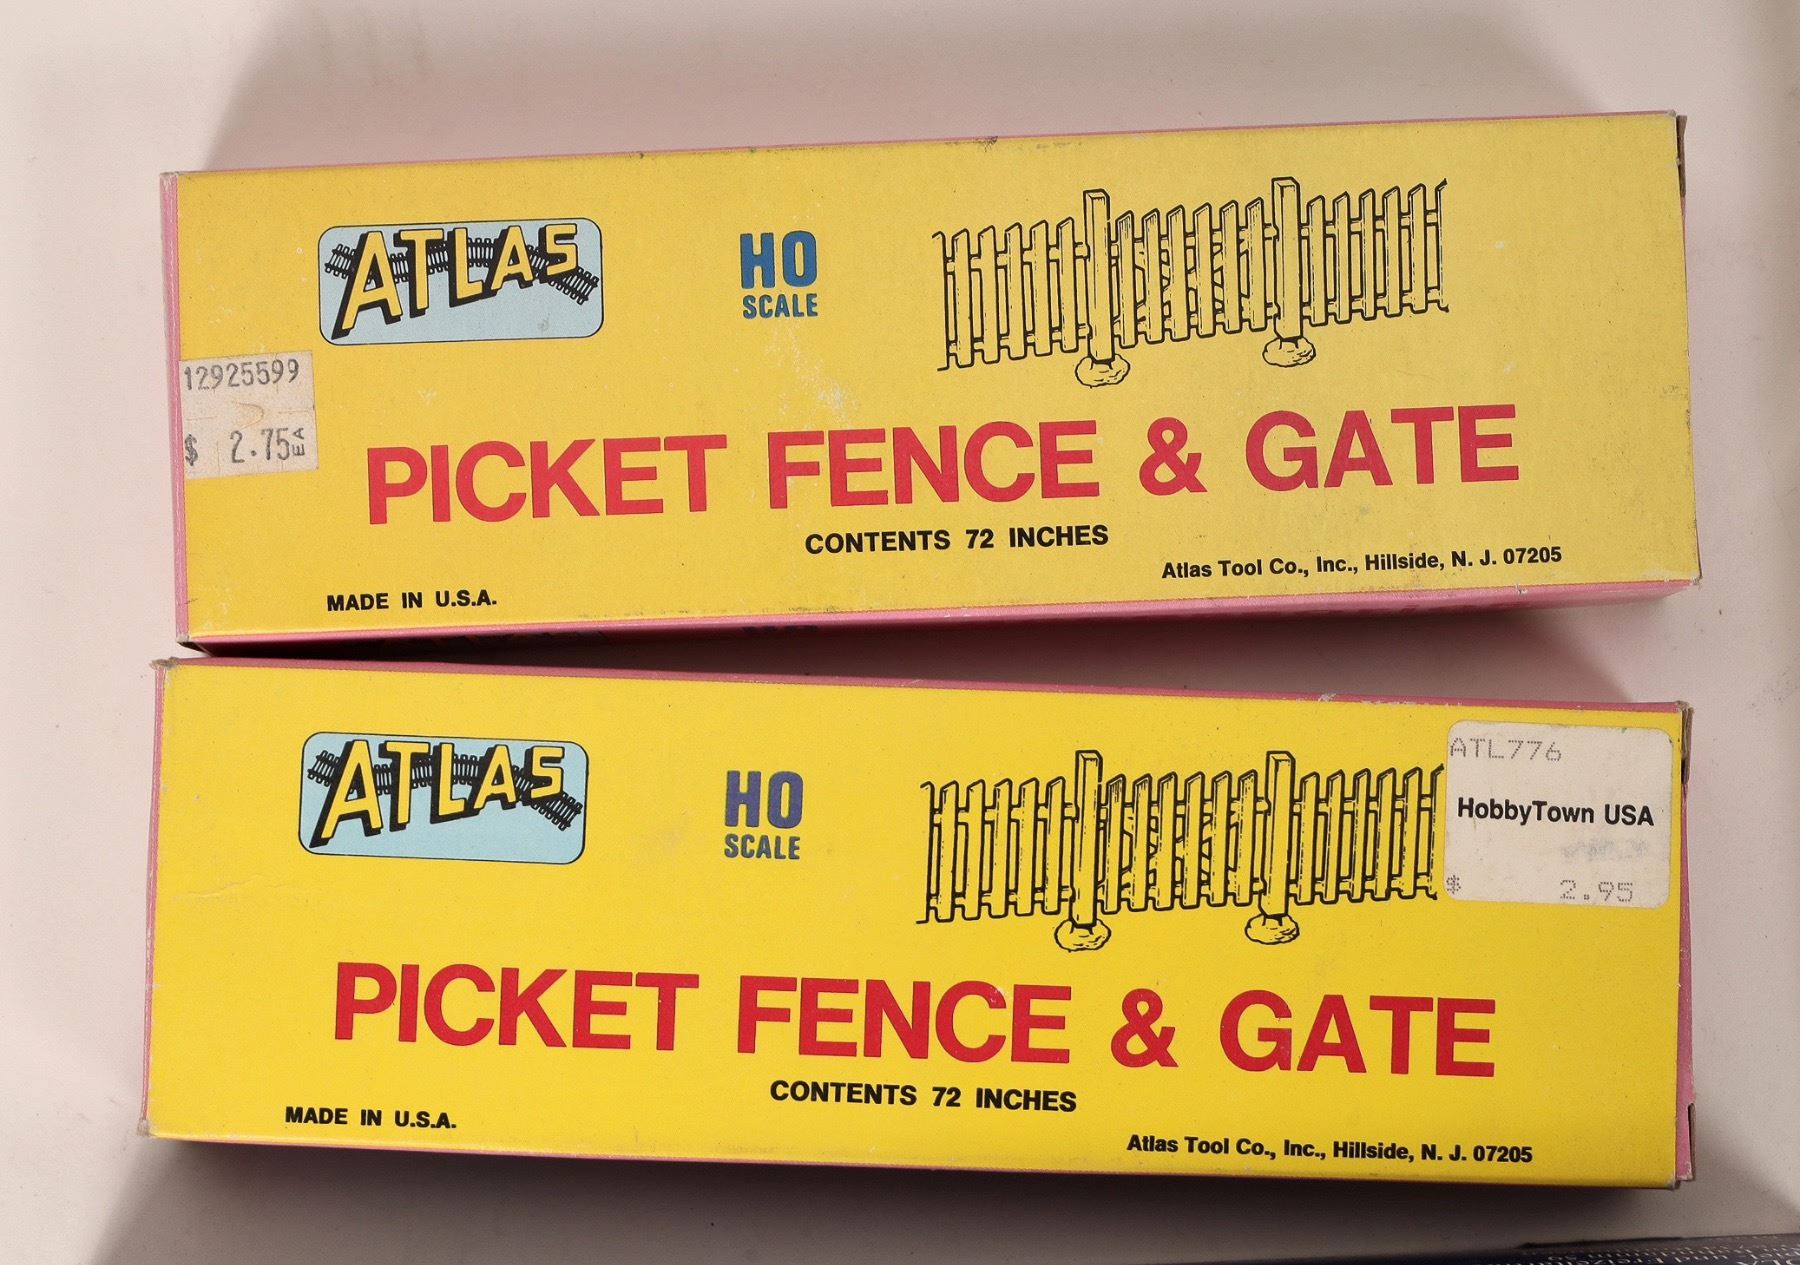 ATLAS
HO
SCALE
12925599
$ 2.75 EA
PICKET FENCE & GATE
CONTENTS 72 INCHES
Atlas Tool Co., Inc., Hillside, N. J. 07205
MADE IN U.S.A.
ATLAS
HO
SCALE
ATL776
HobbyTown USA
$ 2.95
PICKET FENCE & GATE
CONTENTS 72 INCHES
MADE IN U.S.A.
Atlas Tool Co., Inc., Hillside, N. J. 07205